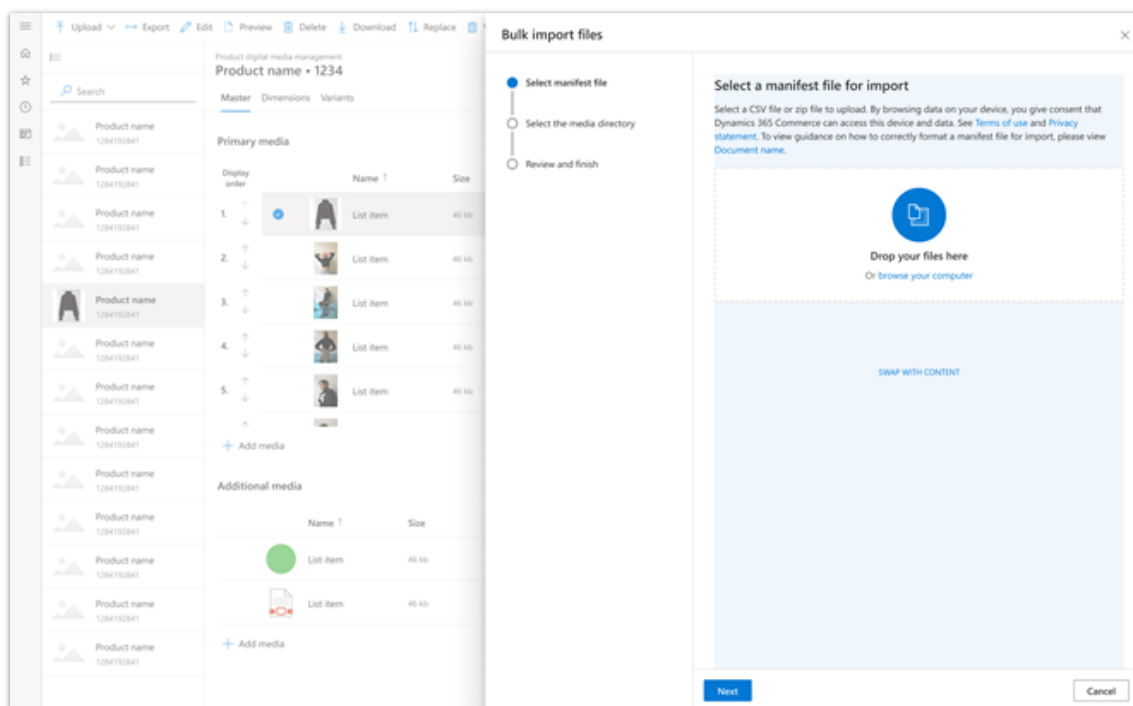 Upload
Export
Edit
Preview
Delete
Download
Replace
Bulk import files
Search
Product name
1284192841
Product name
1284192841
Product name
1284192841
Product name
1284192841
Product name
1284192841
Product name
1284192841
Product name
1284192841
Product name
1284192841
Product name
1284192841
Product name
1284192841
Product name
1284192841
Product name
1284192841
Product name
1284192841
Product digital media management
Product name • 1234
Master Dimensions Variants
Primary media
Display
order
Name ↑ Size
1. List item 46 kb
2. List item 46 kb
3. List item 46 kb
4. List item 46 kb
5. List item 46 kb
Add media
Additional media
Name ↑ Size
List item 46 kb
List item 46 kb
Add media
Select manifest file
Select the media directory
Review and finish
Select a manifest file for import
Select a CSV file or zip file to upload. By browsing data on your device, you give consent that
Dynamics 365 Commerce can access this device and data. See Terms of use and Privacy
statement. To view guidance on how to correctly format a manifest file for import, please view
Document name.
Drop your files here
Or browse your computer
SWAP WITH CONTENT
Next
Cancel